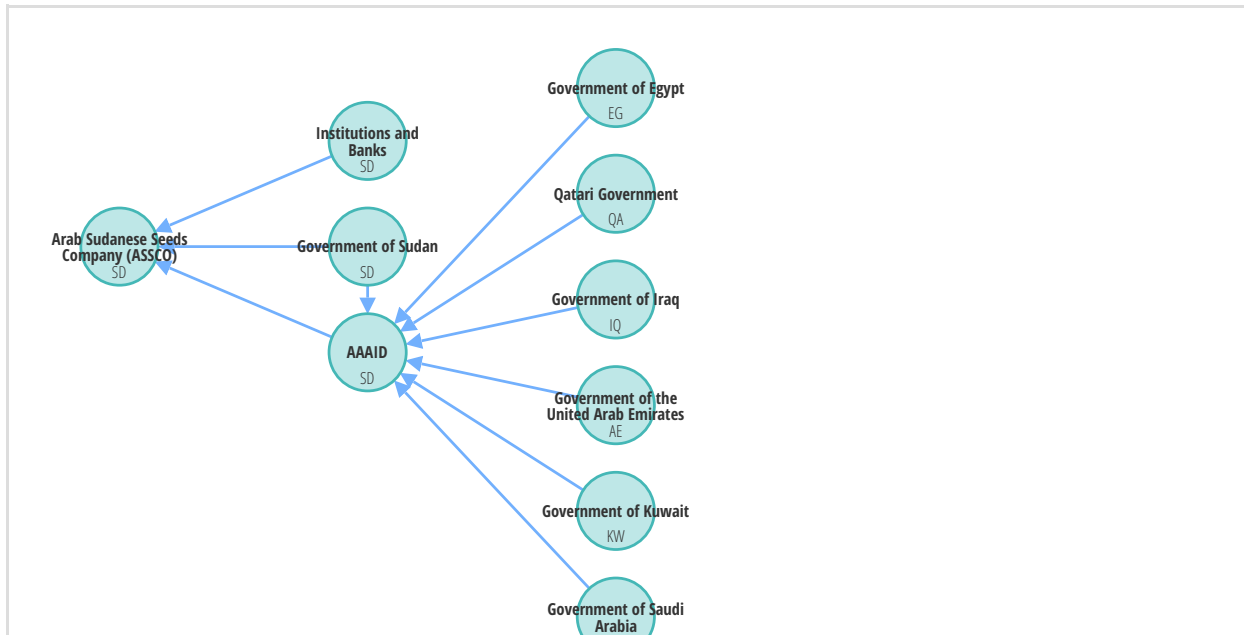 Government of Egypt
EG
Institutions and
Banks
SD
Qatari Government
QA
Arab Sudanese Seeds
Company (ASSCO)
SD
Government of Sudan
SD
Government of Iraq
IQ
AAAID
SD
Government of the
United Arab Emirates
AE
Government of Kuwait
KW
Government of Saudi
Arabia